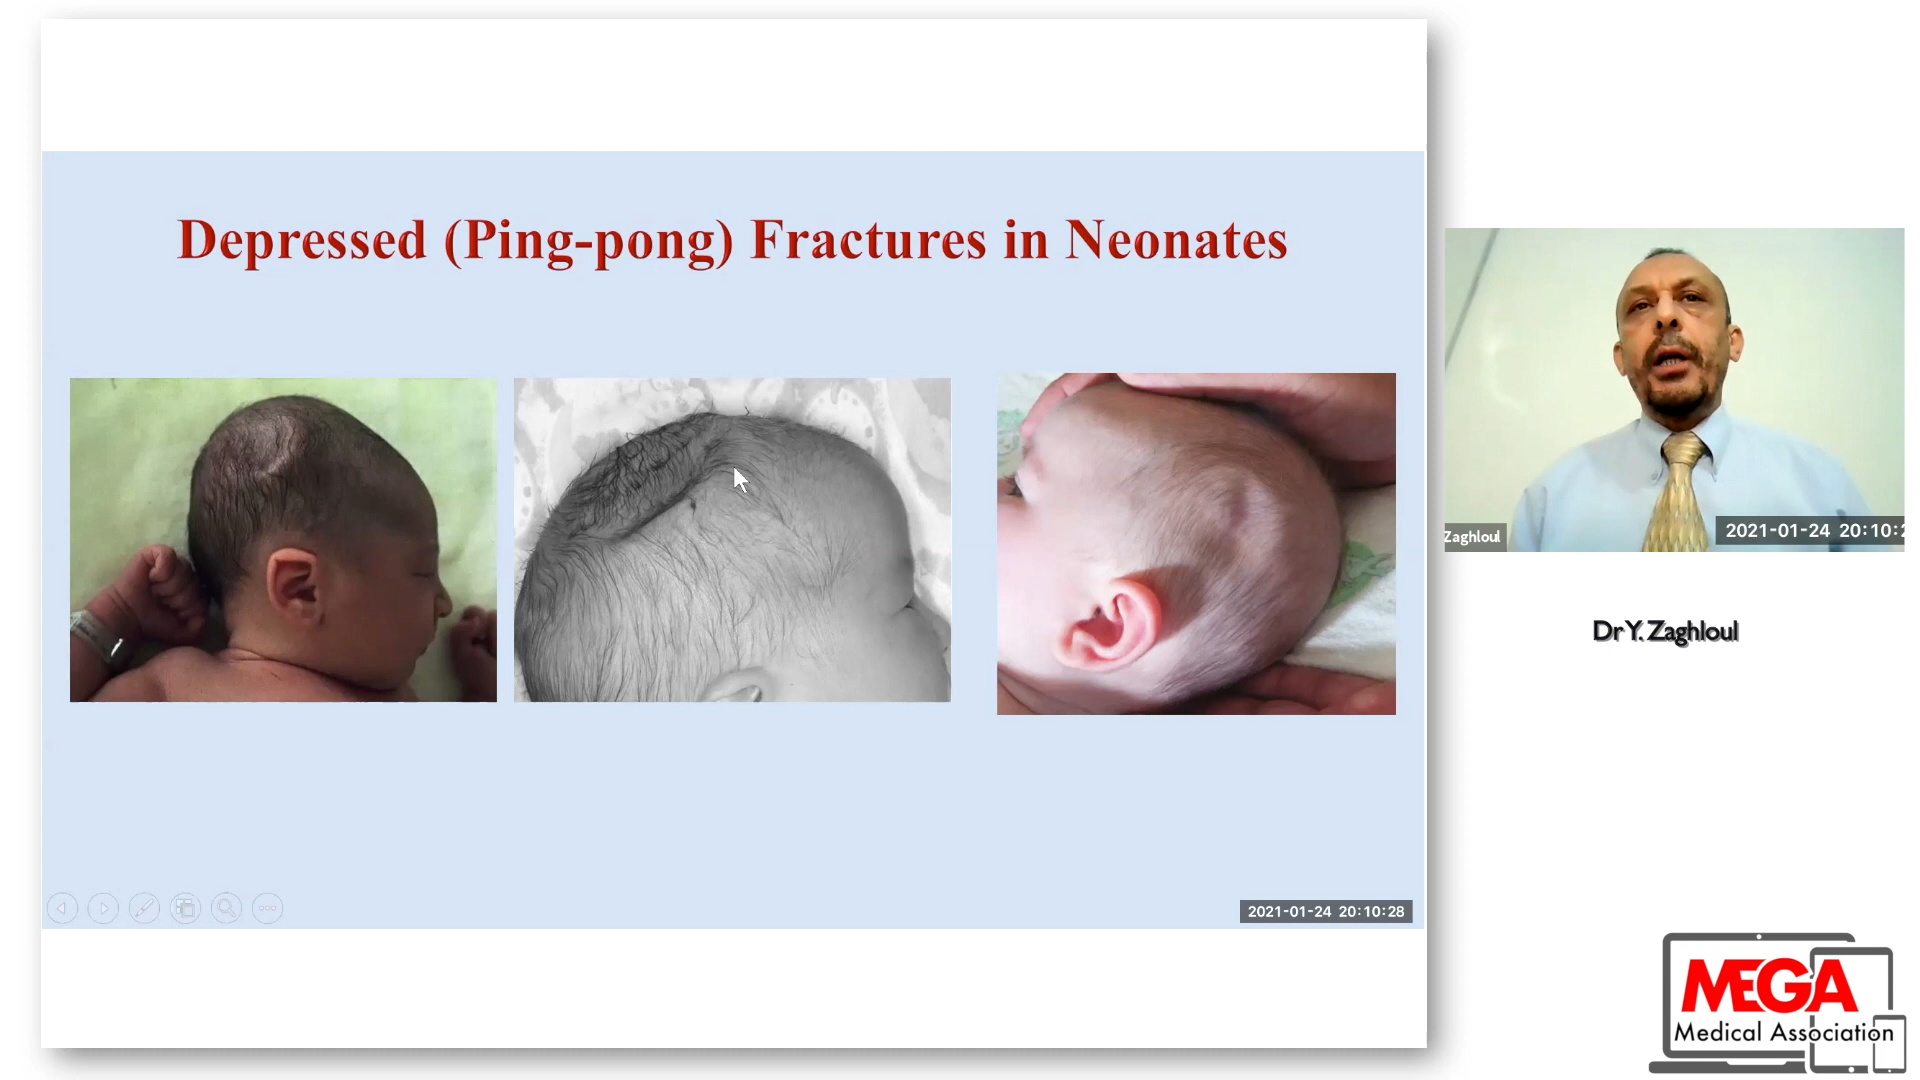 Depressed (Ping-pong) Fractures in Neonates
2021-01-24 20:10:28
Zaghloul
2021-01-24 20:10:2
Dr Y. Zaghloul
MEGA
Medical Association